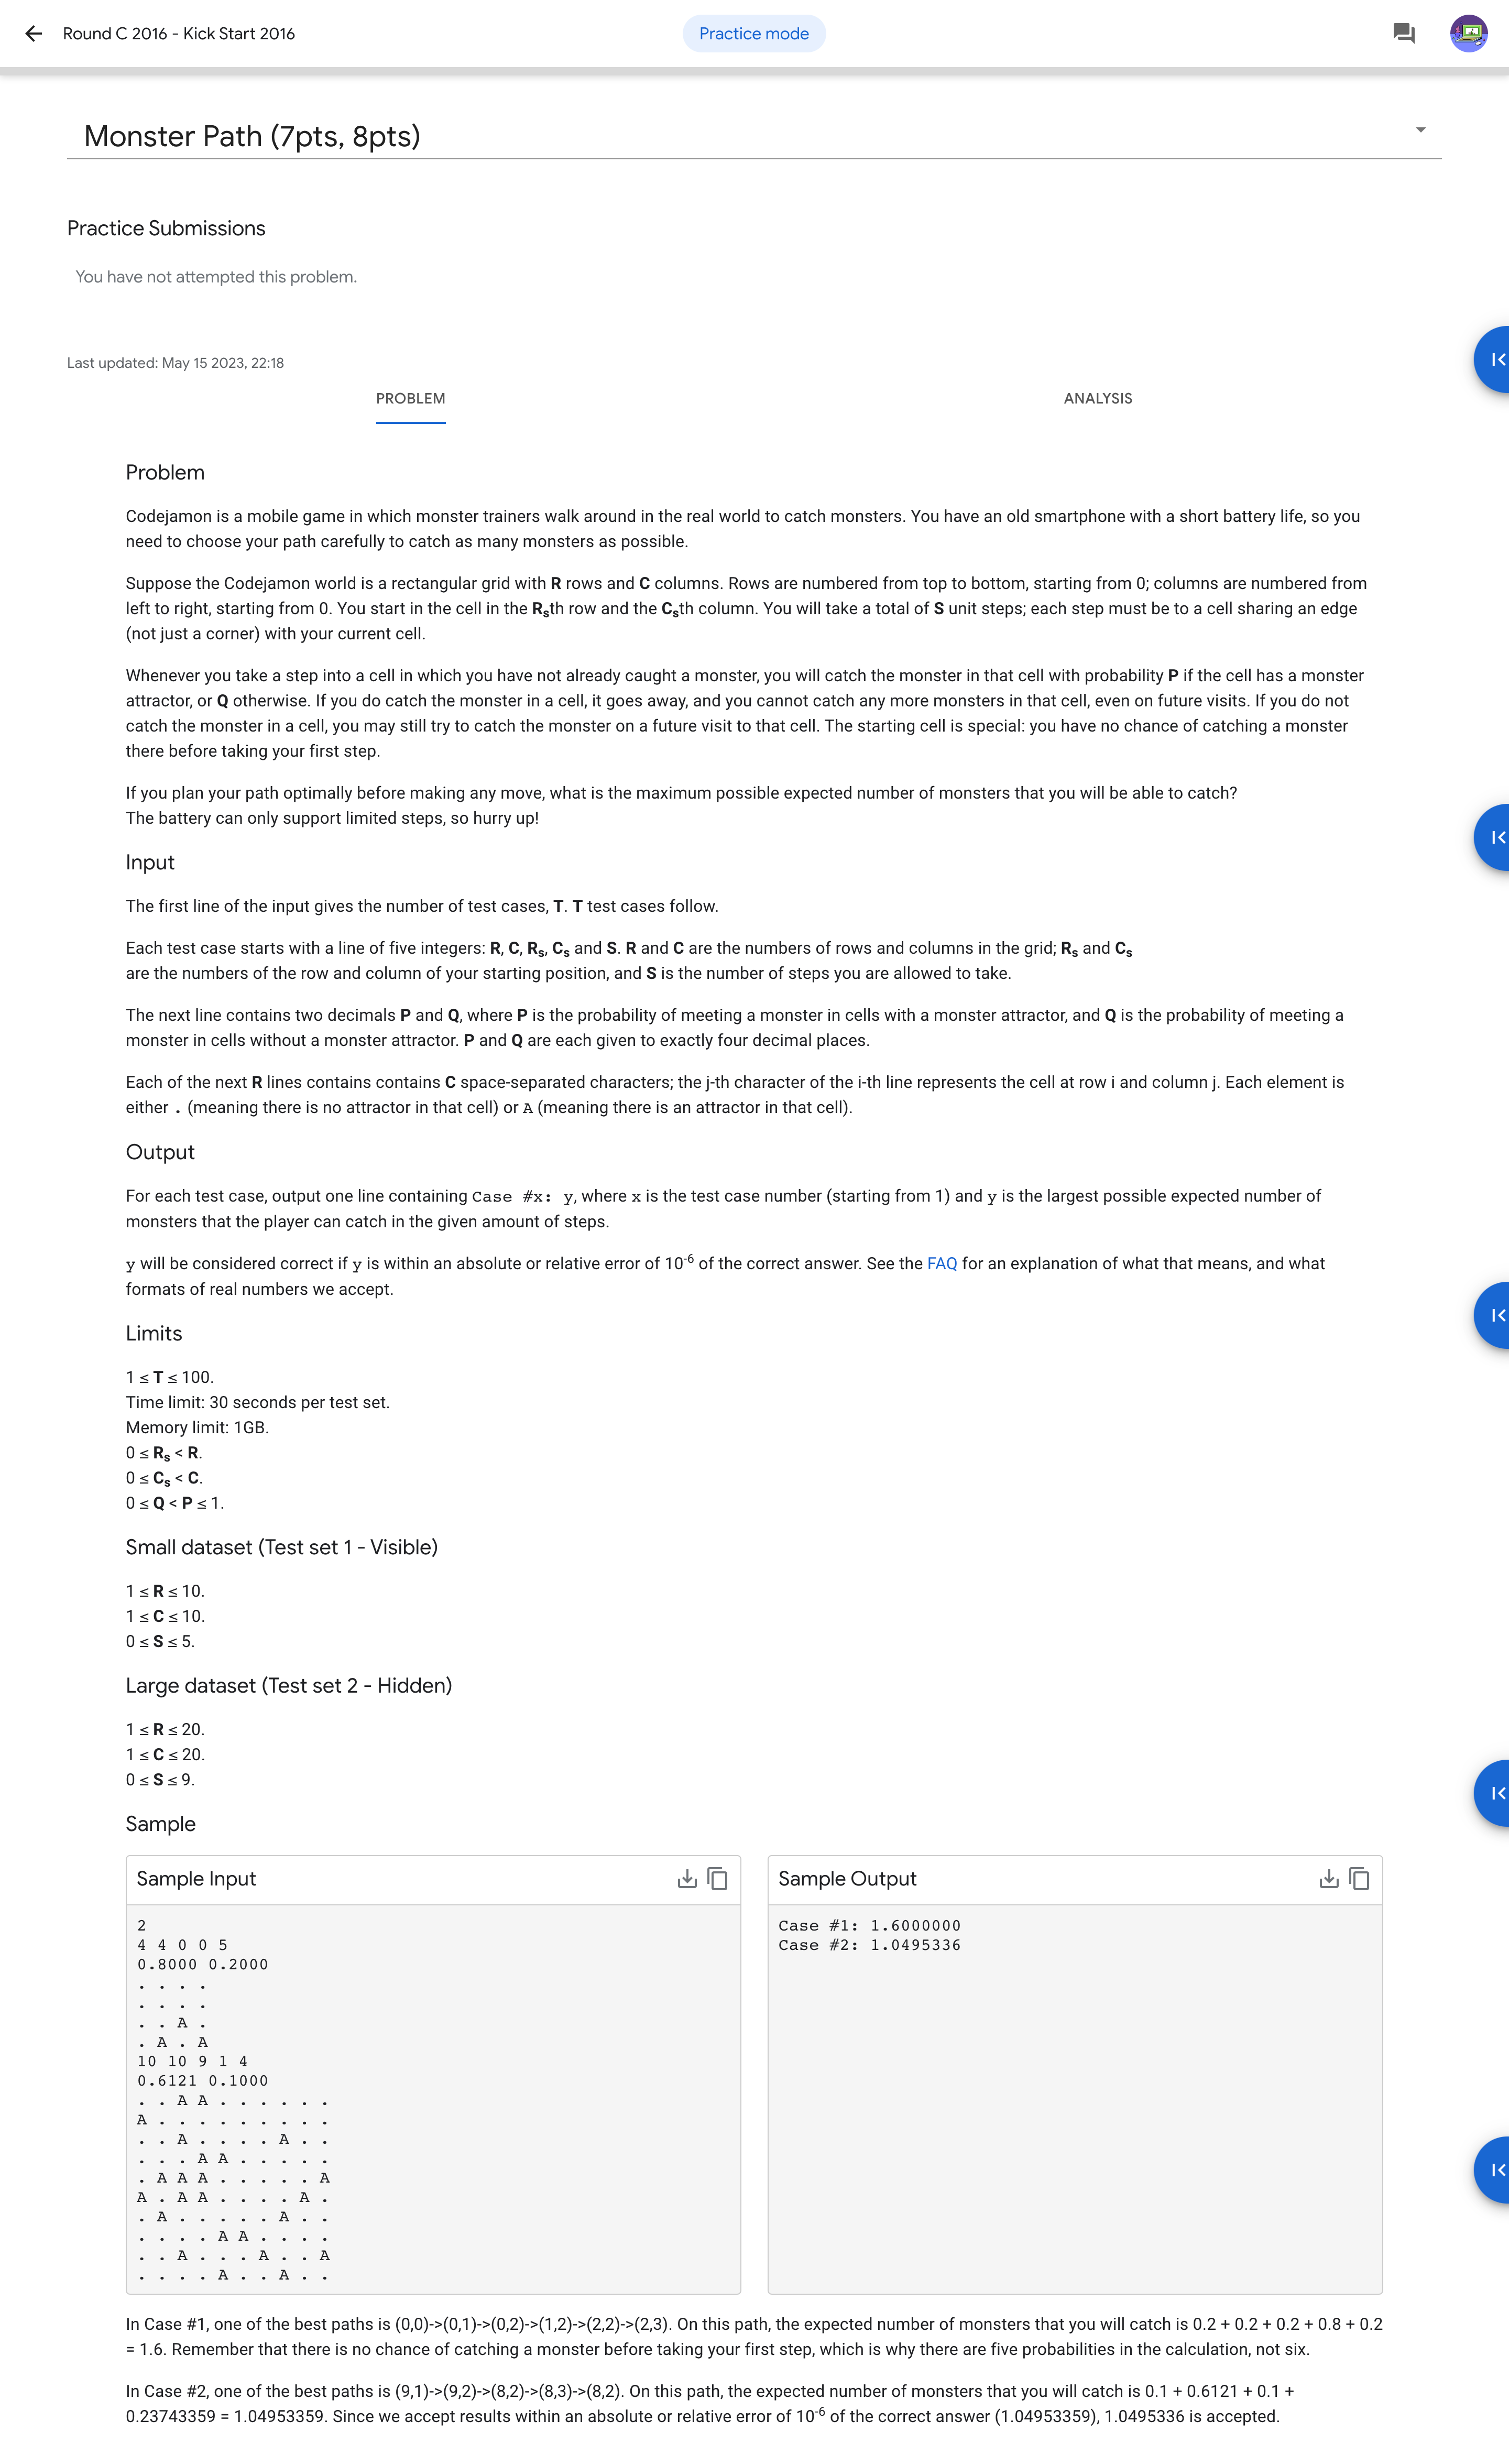 Round C 2016 - Kick Start 2016
Practice mode
Monster Path (7pts, 8pts)
Practice Submissions
You have not attempted this problem.
Last updated: May 15 2023, 22:18
PROBLEM
ANALYSIS
Problem
Codejamon is a mobile game in which monster trainers walk around in the real world to catch monsters. You have an old smartphone with a short battery life, so you
need to choose your path carefully to catch as many monsters as possible.
Suppose the Codejamon world is a rectangular grid with R rows and C columns. Rows are numbered from top to bottom, starting from 0; columns are numbered from
left to right, starting from 0. You start in the cell in the Rsth row and the Csth column. You will take a total of S unit steps; each step must be to a cell sharing an edge
(not just a corner) with your current cell.
Whenever you take a step into a cell in which you have not already caught a monster, you will catch the monster in that cell with probability P if the cell has a monster
attractor, or Q otherwise. If you do catch the monster in a cell, it goes away, and you cannot catch any more monsters in that cell, even on future visits. If you do not
catch the monster in a cell, you may still try to catch the monster on a future visit to that cell. The starting cell is special: you have no chance of catching a monster
there before taking your first step.
If you plan your path optimally before making any move, what is the maximum possible expected number of monsters that you will be able to catch?
The battery can only support limited steps, so hurry up!
Input
The first line of the input gives the number of test cases, T. T test cases follow.
Each test case starts with a line of five integers: R, C, Rs, Cs and S. R and C are the numbers of rows and columns in the grid; Rs and Cs
are the numbers of the row and column of your starting position, and S is the number of steps you are allowed to take.
The next line contains two decimals P and Q, where P is the probability of meeting a monster in cells with a monster attractor, and Q is the probability of meeting a
monster in cells without a monster attractor. P and Q are each given to exactly four decimal places.
Each of the next R lines contains contains C space-separated characters; the j-th character of the i-th line represents the cell at row i and column j. Each element is
either . (meaning there is no attractor in that cell) or A (meaning there is an attractor in that cell).
Output
For each test case, output one line containing Case #x: y, where x is the test case number (starting from 1) and y is the largest possible expected number of
monsters that the player can catch in the given amount of steps.
y will be considered correct if y is within an absolute or relative error of 10-6 of the correct answer. See the FAQ for an explanation of what that means, and what
formats of real numbers we accept.
Limits
1 ≤ T ≤ 100.
Time limit: 30 seconds per test set.
Memory limit: 1GB.
0 ≤ Rs < R.
0 ≤ Cs < C.
0 ≤ Q < P ≤ 1.
Small dataset (Test set 1 - Visible)
1 ≤ R ≤ 10.
1 ≤ C ≤ 10.
0 ≤ S ≤ 5.
Large dataset (Test set 2 - Hidden)
1 ≤ R ≤ 20.
1 ≤ C ≤ 20.
0 ≤ S ≤ 9.
Sample
Sample Input
2
4 4 0 0 5
0.8000 0.2000
. . . .
. . . .
. . A .
. A . A
10 10 9 1 4
0.6121 0.1000
. . A A . . . . . .
A . . . . . . . . .
. . A . . . . A . .
. . . A A . . . . .
. A A A . . . . . A
A . A A . . . . A .
. A . . . . . A . .
. . . . A A . . . .
. . A . . . A . . A
. . . . A . . A . .
Sample Output
Case #1: 1.6000000
Case #2: 1.0495336
In Case #1, one of the best paths is (0,0)->(0,1)->(0,2)->(1,2)->(2,2)->(2,3). On this path, the expected number of monsters that you will catch is 0.2 + 0.2 + 0.2 + 0.8 + 0.2
= 1.6. Remember that there is no chance of catching a monster before taking your first step, which is why there are five probabilities in the calculation, not six.
In Case #2, one of the best paths is (9,1)->(9,2)->(8,2)->(8,3)->(8,2). On this path, the expected number of monsters that you will catch is 0.1 + 0.6121 + 0.1 +
0.23743359 = 1.04953359. Since we accept results within an absolute or relative error of 10-6 of the correct answer (1.04953359), 1.0495336 is accepted.